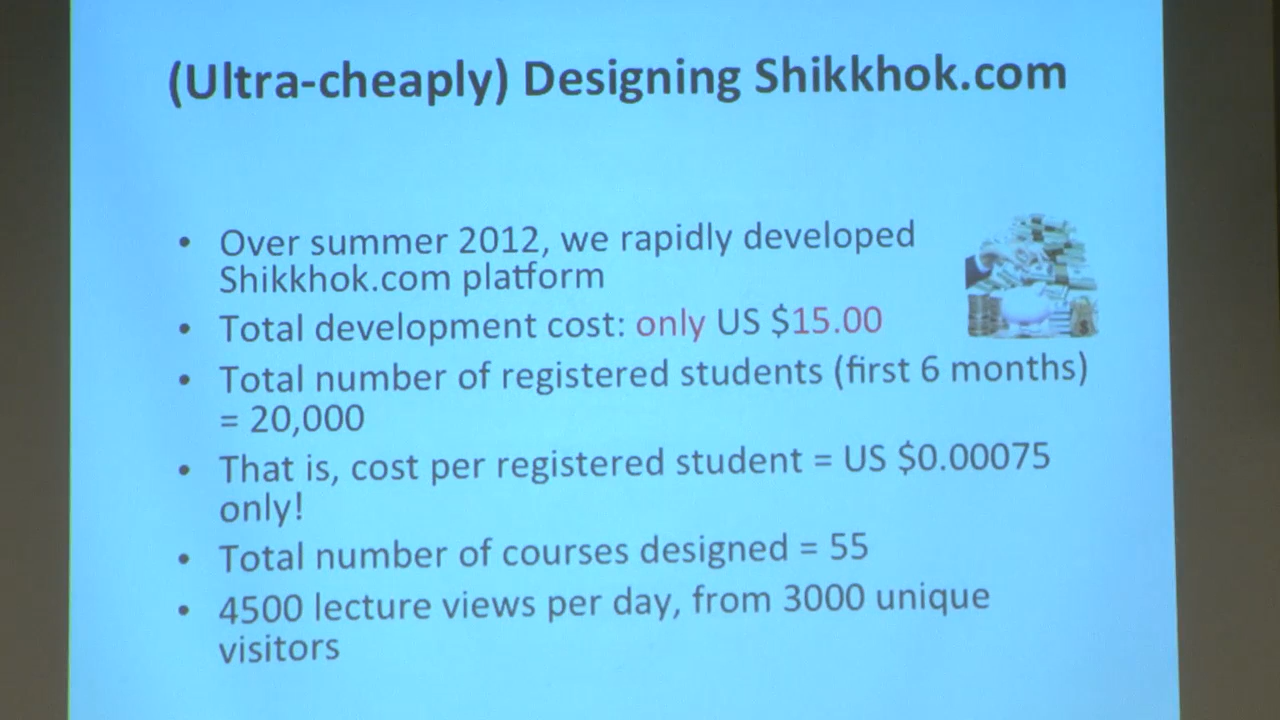 (Ultra-cheaply) Designing Shikkhok.com
• Over summer 2012, we rapidly developed
Shikkhok.com platform
• Total development cost: only US $15.00
• Total number of registered students (first 6 months)
= 20,000
• That is, cost per registered student = US $0.00075
only!
• Total number of courses designed = 55
• 4500 lecture views per day, from 3000 unique
visitors